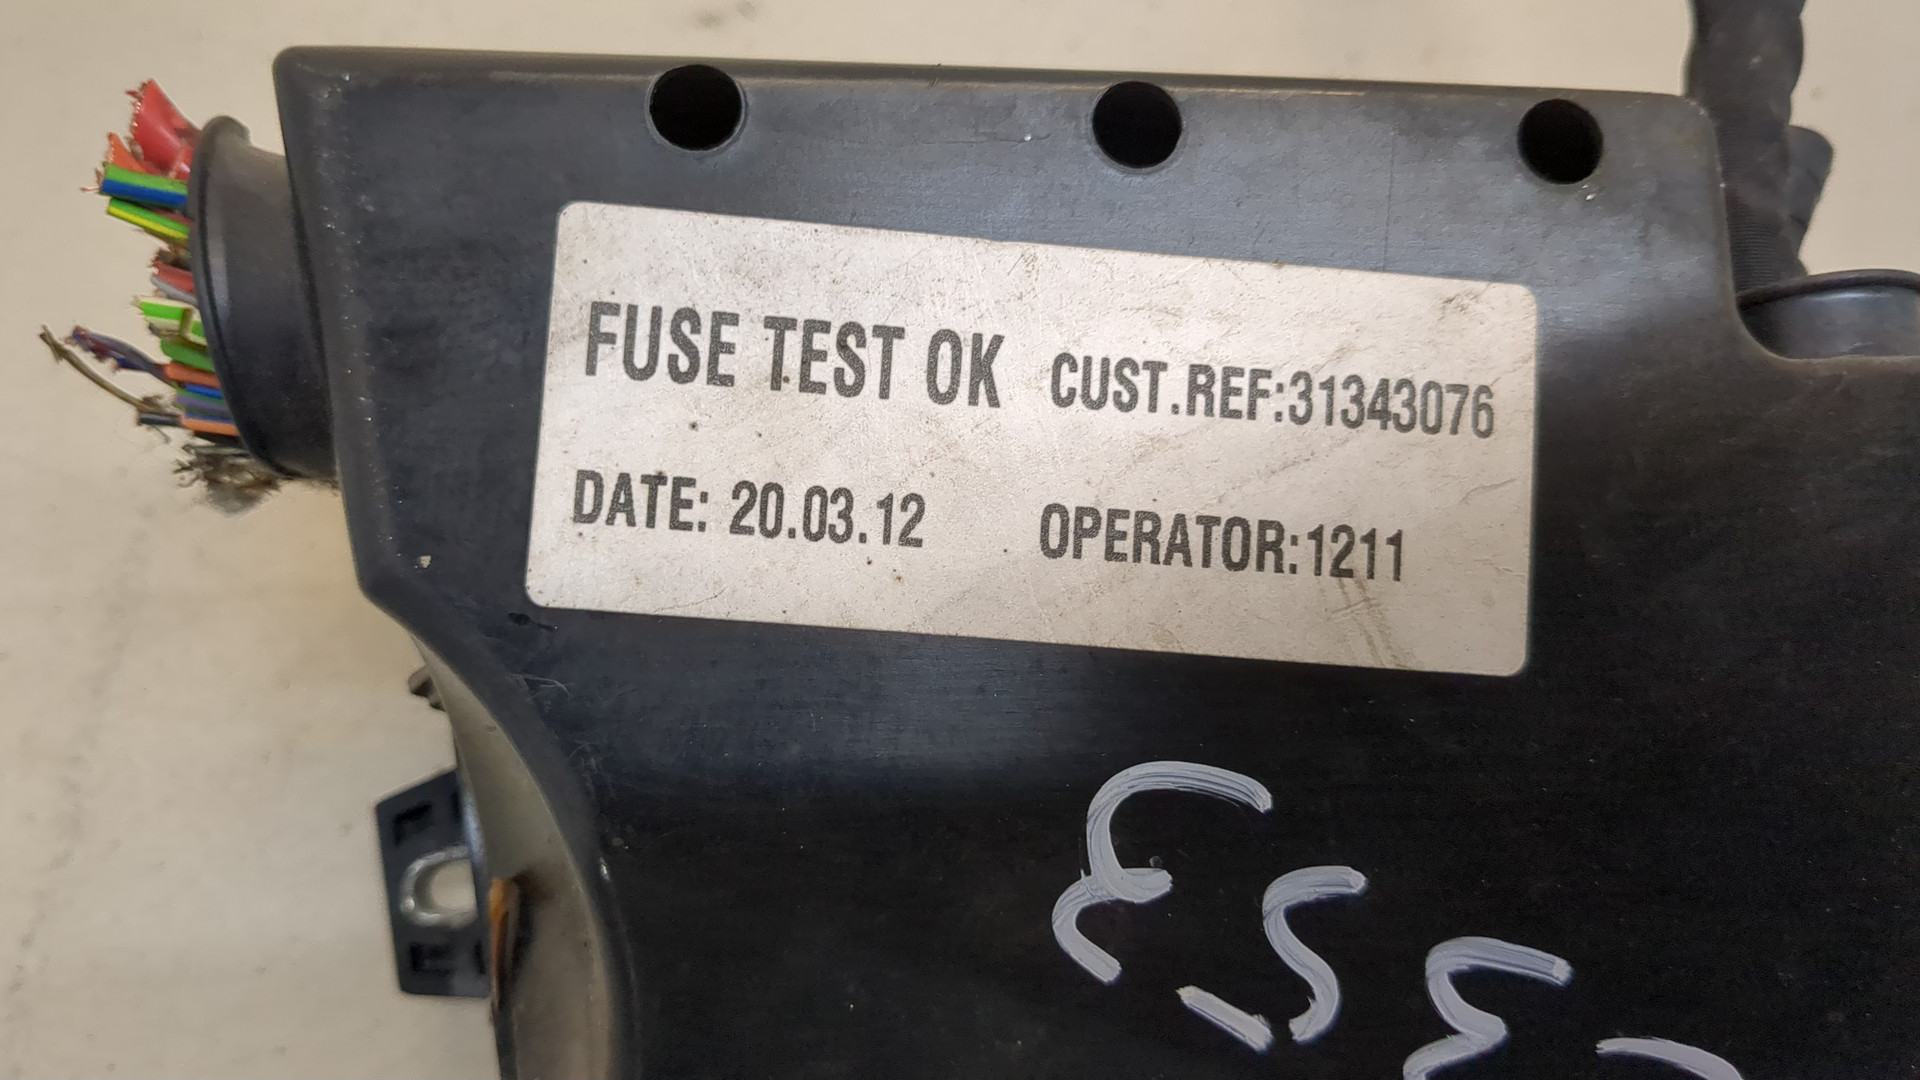 FUSE TEST OK CUST.REF:31343076
DATE: 20.03.12 OPERATOR:1211